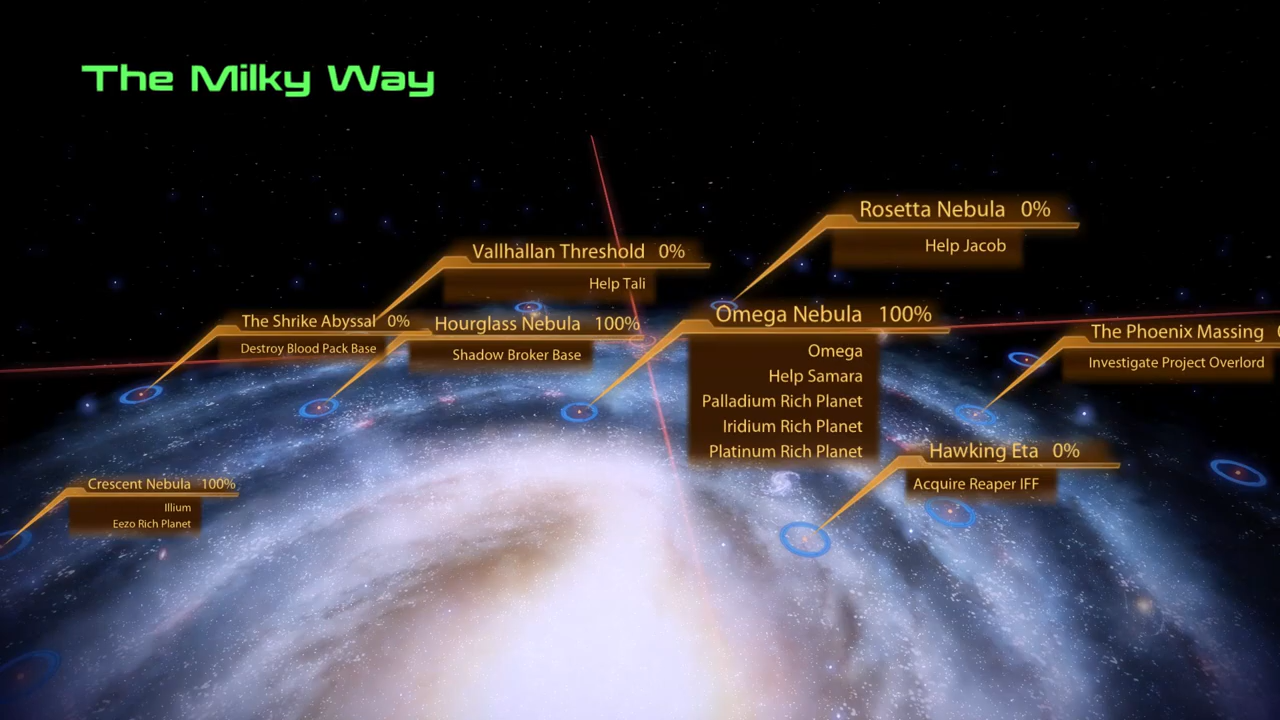 The Milky Way
Rosetta Nebula 0%
Help Jacob
Vallhallan Threshold 0%
Help Tali
The Shrike Abyssal 0%
Destroy Blood Pack Base
Hourglass Nebula 100%
Shadow Broker Base
Omega Nebula 100%
Omega
Help Samara
Palladium Rich Planet
Iridium Rich Planet
Platinum Rich Planet
The Phoenix Massing
Investigate Project Overlord
Hawking Eta 0%
Acquire Reaper IFF
Crescent Nebula 100%
Illium
Eezo Rich Planet